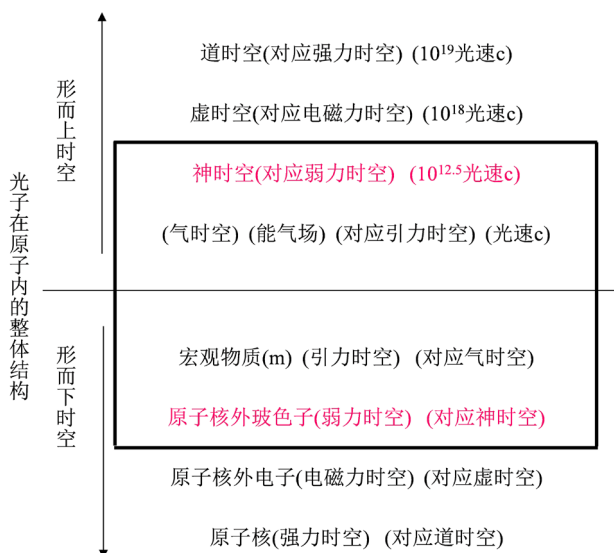 道时空(对应强力时空) (10¹⁹光速c)
虚时空(对应电磁力时空) (10¹⁸光速c)
神时空(对应弱力时空) (10¹²·⁵光速c)
(气时空) (能气场) (对应引力时空) (光速c)
形而上时空
光子在原子内的整体结构
形而下时空
宏观物质(m) (引力时空) (对应气时空)
原子核外玻色子(弱力时空) (对应神时空)
原子核外电子(电磁力时空) (对应虚时空)
原子核(强力时空) (对应道时空)